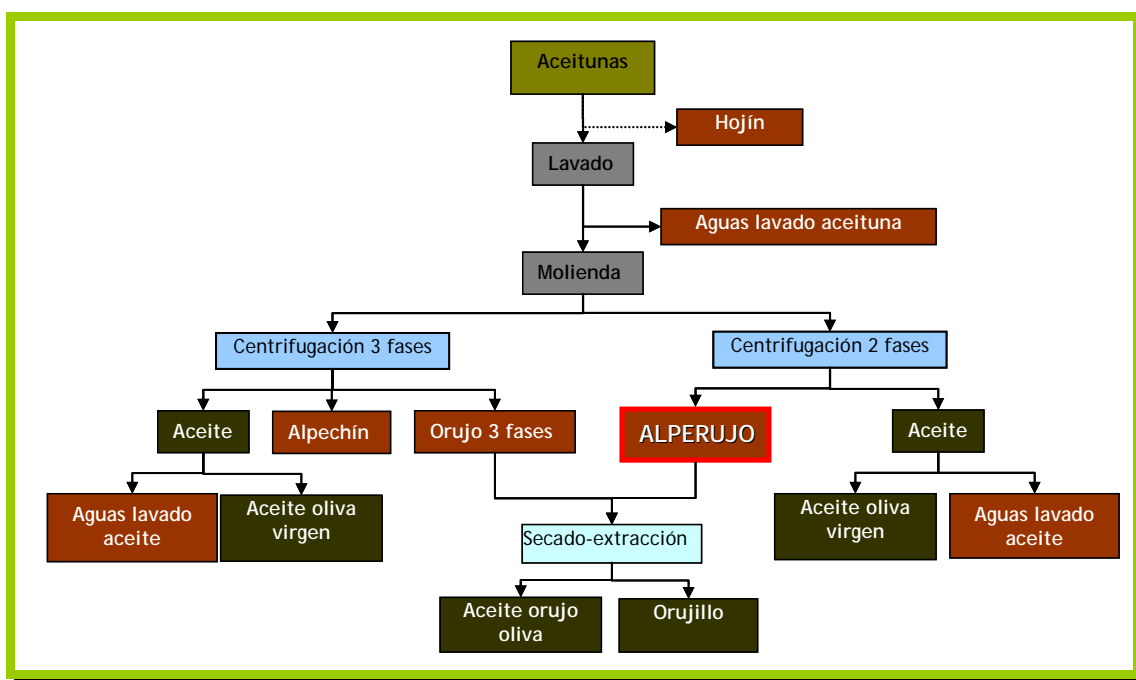 Aceitunas
Hojín
Lavado
Aguas lavado aceituna
Molienda
Centrifugación 3 fases
Centrifugación 2 fases
Aceite
Alpechín
Orujo 3 fases
ALPERUJO
Aceite
Aguas lavado
aceite
Aceite oliva
virgen
Aceite oliva
virgen
Aguas lavado
aceite
Secado-extracción
Aceite orujo
oliva
Orujillo